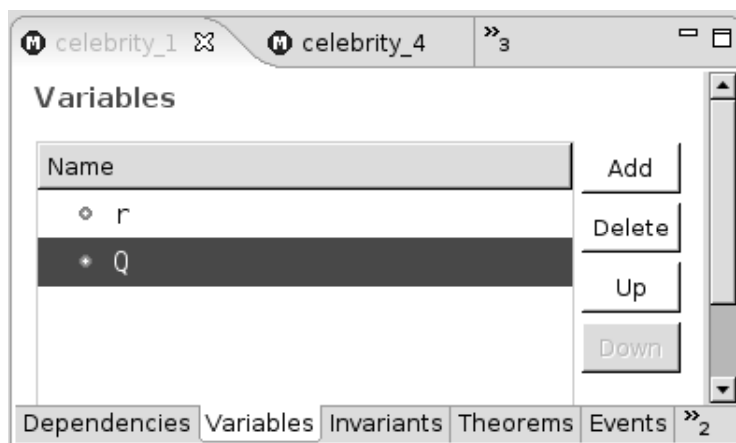 celebrity_1 celebrity_4 »3
Variables
Name
Add
r
Delete
Q
Up
Down
Dependencies Variables Invariants Theorems Events »2